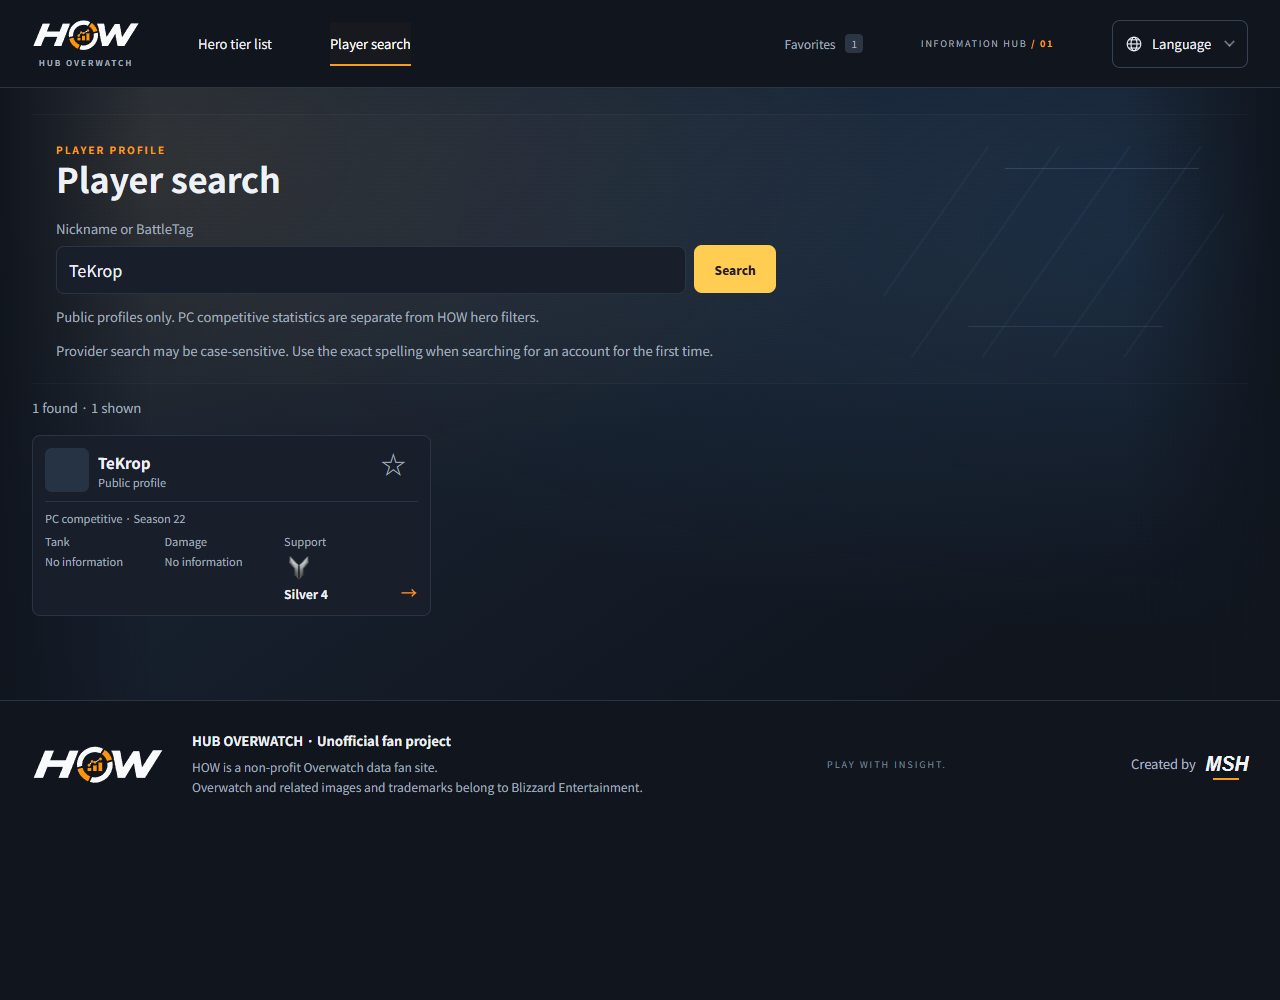 HOW
HUB OVERWATCH
Hero tier list
Player search
Favorites 1
INFORMATION HUB / 01
Language
PLAYER PROFILE
Player search
Nickname or BattleTag
TeKrop
Search
Public profiles only. PC competitive statistics are separate from HOW hero filters.
Provider search may be case-sensitive. Use the exact spelling when searching for an account for the first time.
1 found · 1 shown
TeKrop
Public profile
PC competitive · Season 22
Tank Damage Support
No information No information
Silver 4 →
HOW
HUB OVERWATCH · Unofficial fan project
HOW is a non-profit Overwatch data fan site.
Overwatch and related images and trademarks belong to Blizzard Entertainment.
PLAY WITH INSIGHT.
Created by MSH